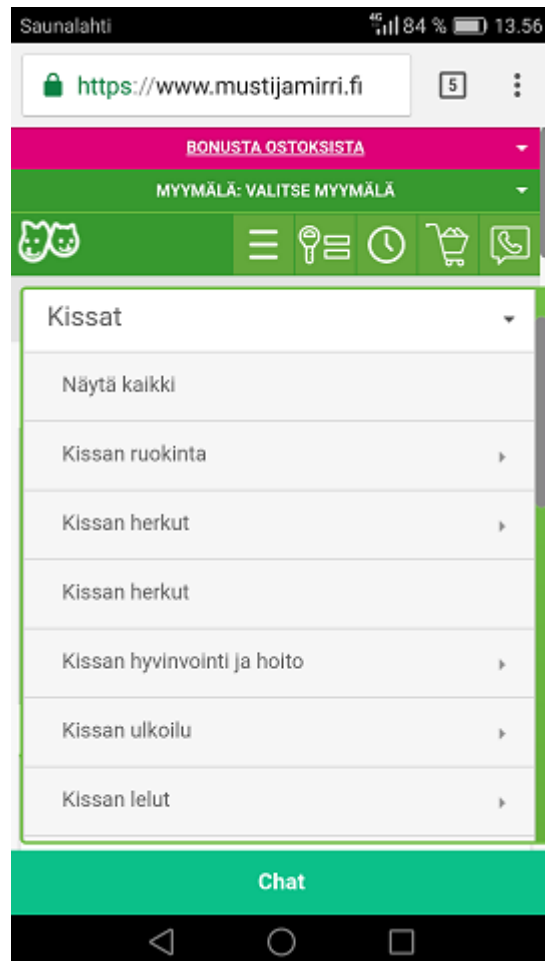 Saunalahti 4G 84 % 13.56
https://www.mustijamirri.fi 5
BONUSTA OSTOKSISTA
MYYMÄLÄ: VALITSE MYYMÄLÄ
Kissat
Näytä kaikki
Kissan ruokinta
Kissan herkut
Kissan herkut
Kissan hyvinvointi ja hoito
Kissan ulkoilu
Kissan lelut
Chat